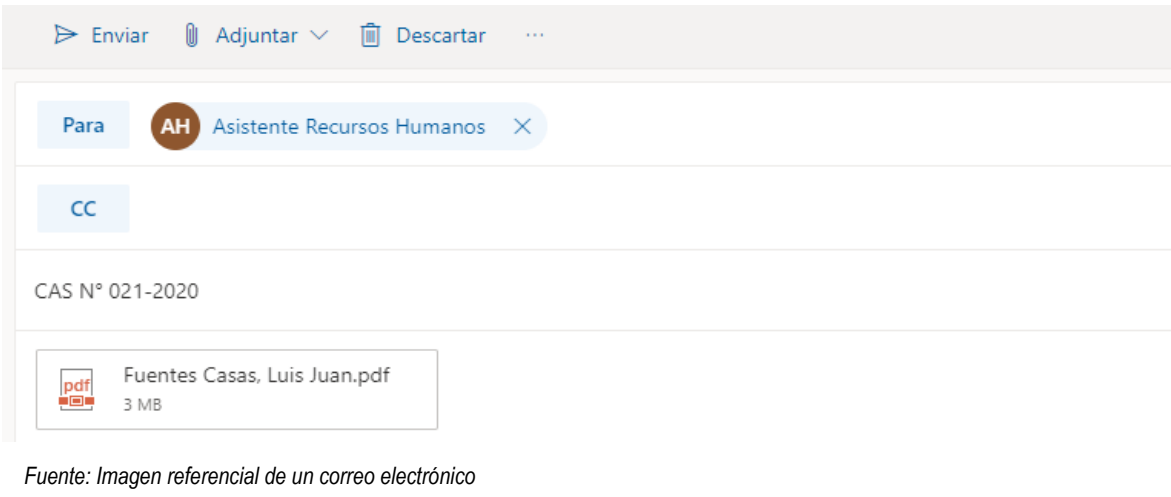 Enviar Adjuntar Descartar ...
Para AH Asistente Recursos Humanos
CC
CAS N° 021-2020
pdf Fuentes Casas, Luis Juan.pdf
3 MB
Fuente: Imagen referencial de un correo electrónico